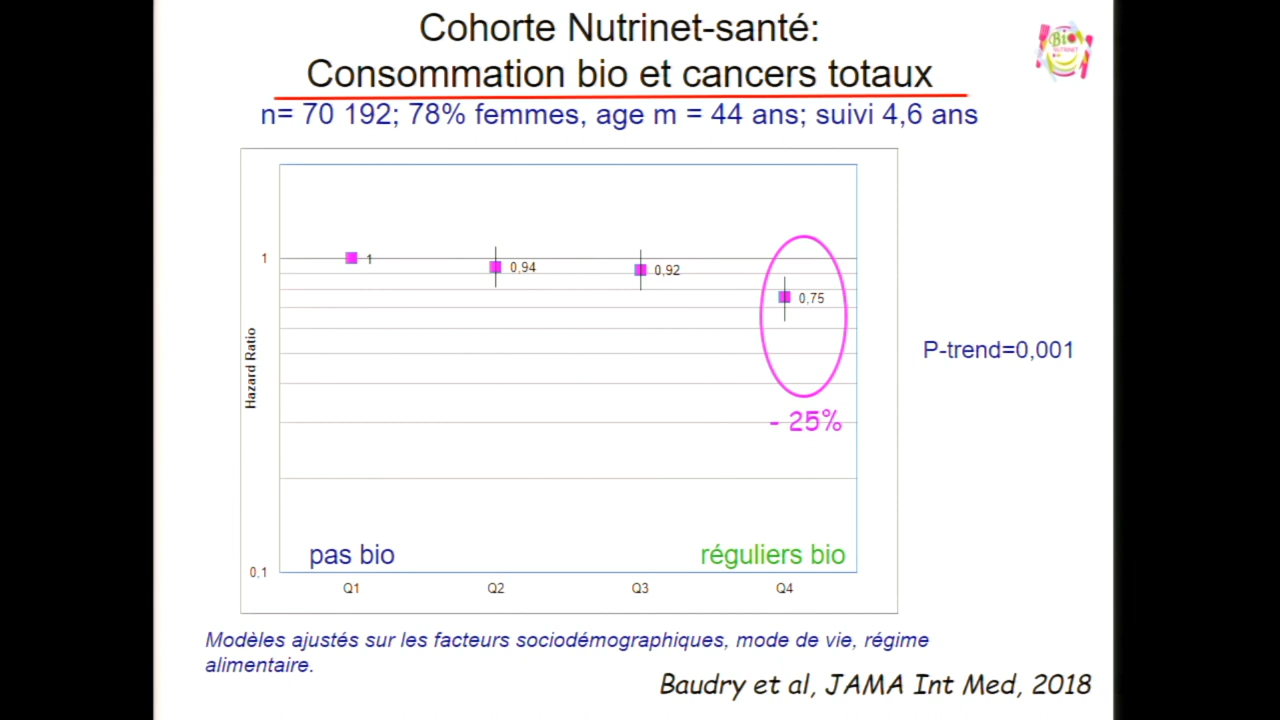 Cohorte Nutrinet-santé:
Consommation bio et cancers totaux
n= 70 192; 78% femmes, age m = 44 ans; suivi 4,6 ans
Bio
NUTRINET
1
1
0,94
0,92
0,75
Hazard Ratio
P-trend=0,001
- 25%
pas bio
réguliers bio
0,1
Q1
Q2
Q3
Q4
Modèles ajustés sur les facteurs sociodémographiques, mode de vie, régime
alimentaire.
Baudry et al, JAMA Int Med, 2018